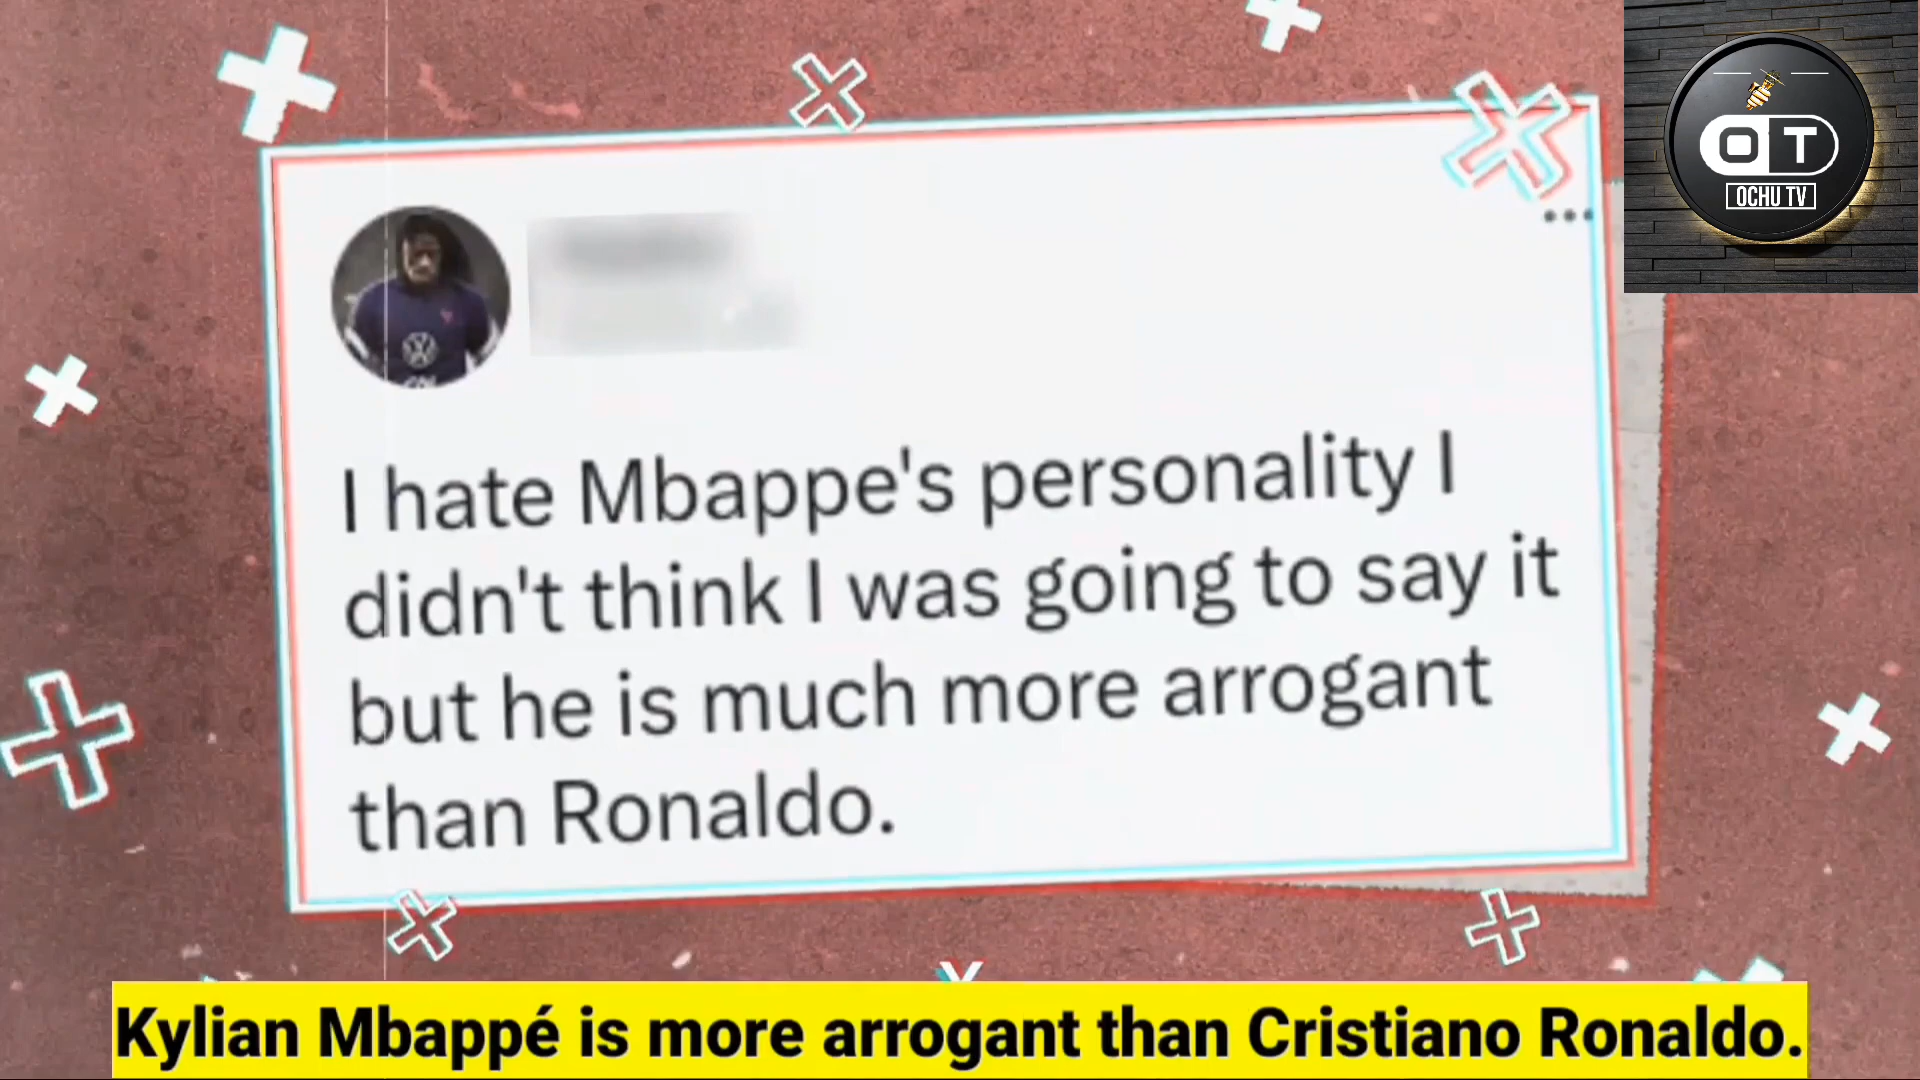 OT
OCHU TV
I hate Mbappe's personality I
didn't think I was going to say it
but he is much more arrogant
than Ronaldo.
Kylian Mbappé is more arrogant than Cristiano Ronaldo.